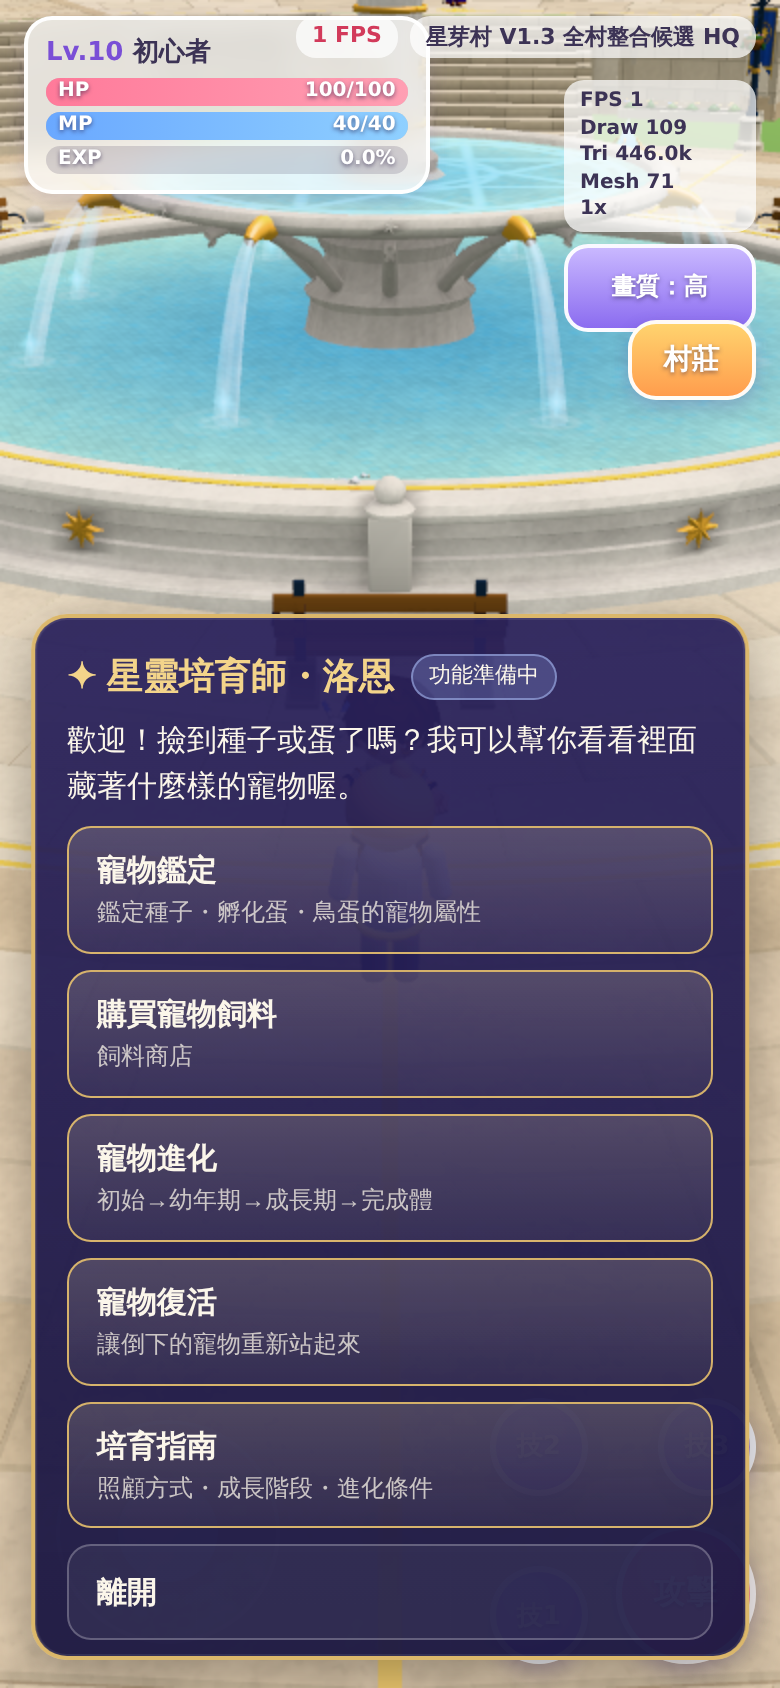 Lv.10 初心者
1 FPS
星芽村 V1.3 全村整合候選 HQ
HP 100/100
MP 40/40
EXP 0.0%
FPS 1
Draw 109
Tri 446.0k
Mesh 71
1x
畫質：高
村莊
✦ 星靈培育師・洛恩 功能準備中
歡迎！撿到種子或蛋了嗎？我可以幫你看看裡面
藏著什麼樣的寵物喔。
寵物鑑定
鑑定種子・孵化蛋・鳥蛋的寵物屬性
購買寵物飼料
飼料商店
寵物進化
初始→幼年期→成長期→完成體
寵物復活
讓倒下的寵物重新站起來
技2
技3
培育指南
照顧方式・成長階段・進化條件
離開
技1
攻擊